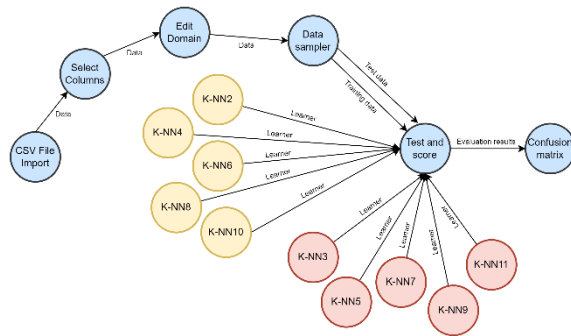 Edit
Domain
Data
Data
sampler
Data
Select
Columns
Data
CSV File
Import
Test data
Training data
K-NN2
Learner
K-NN4
Learner
K-NN6
Learner
K-NN8
Learner
K-NN10
Learner
Test and
score
Evaluation results
Confusion
matrix
K-NN3
Learner
K-NN5
Learner
K-NN7
Learner
K-NN9
Learner
K-NN11
Learner